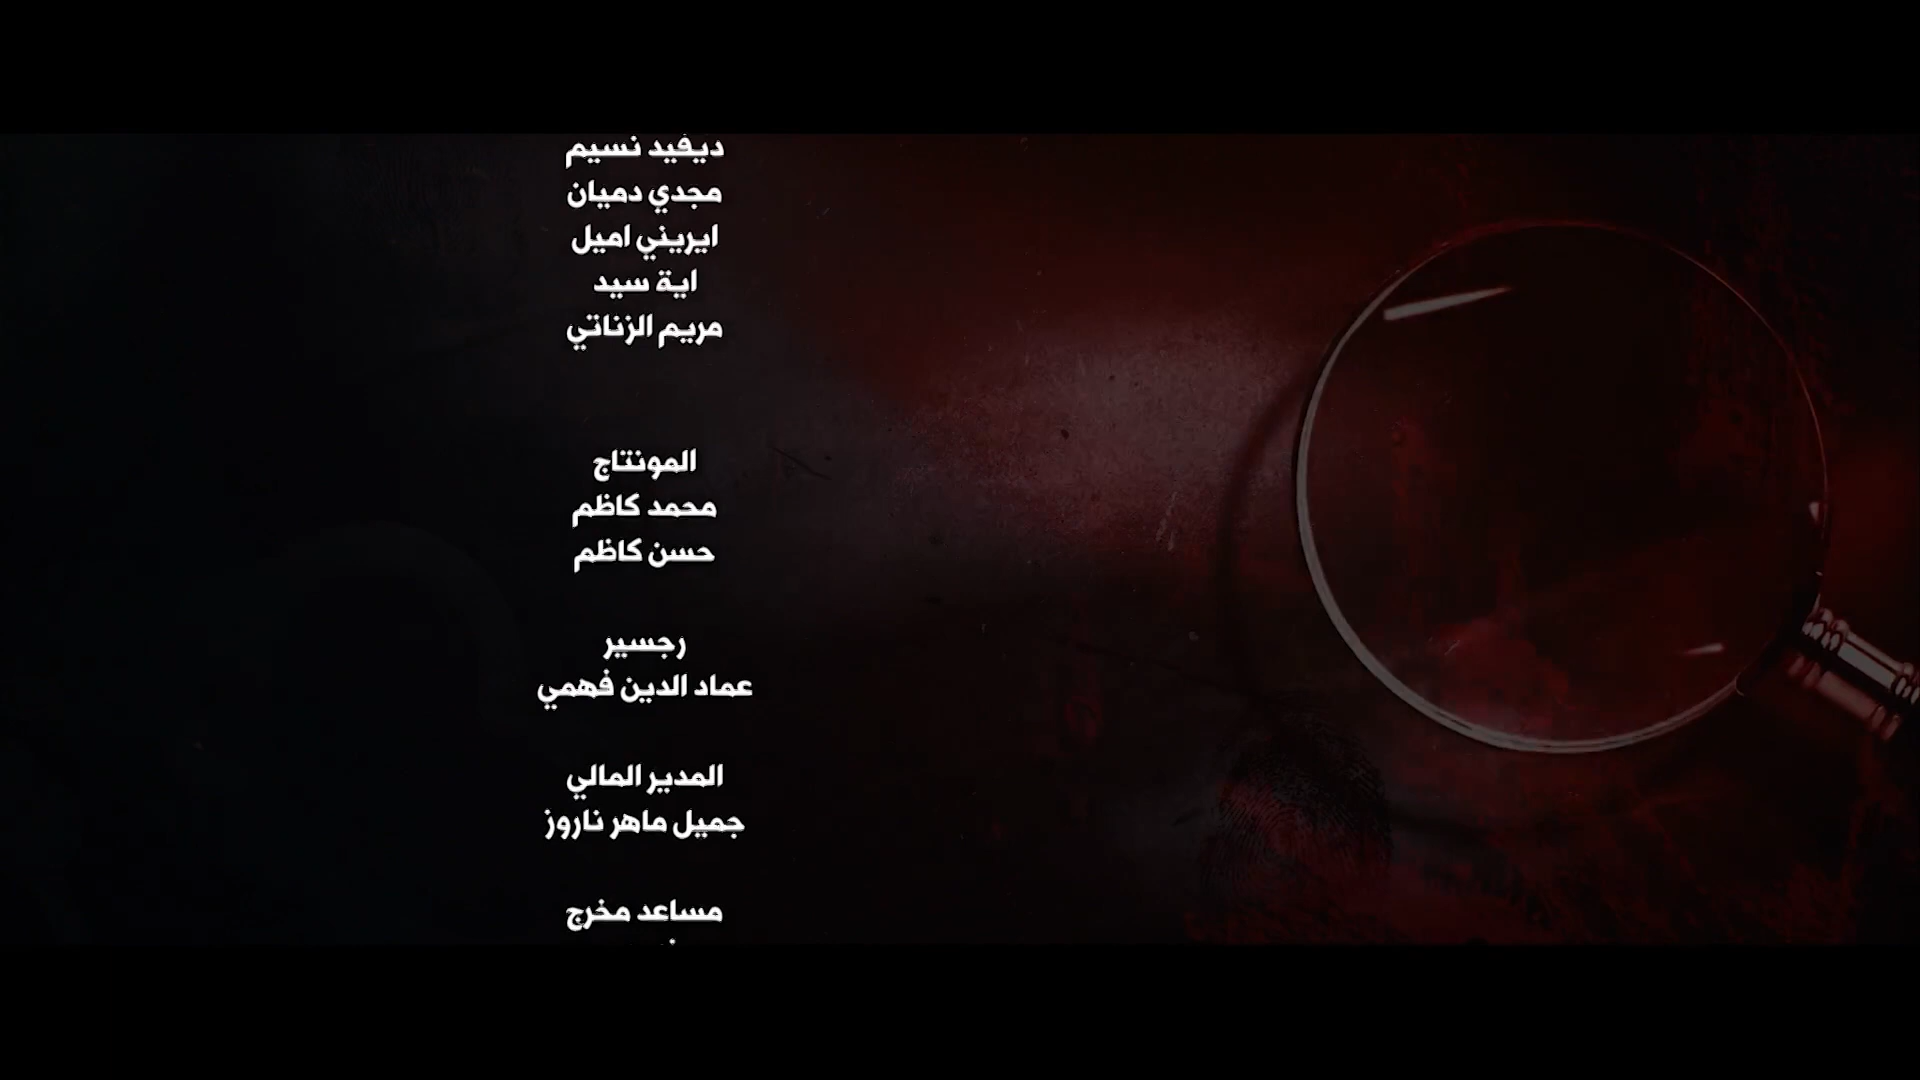 ديفيد نسيم
مجدي دميان
ايريني اميل
اية سيد
مريم الزناتي
المونتاج
محمد كاظم
حسن كاظم
رجسير
عماد الدين فهمي
المدير المالي
جميل ماهر ناروز
مساعد مخرج